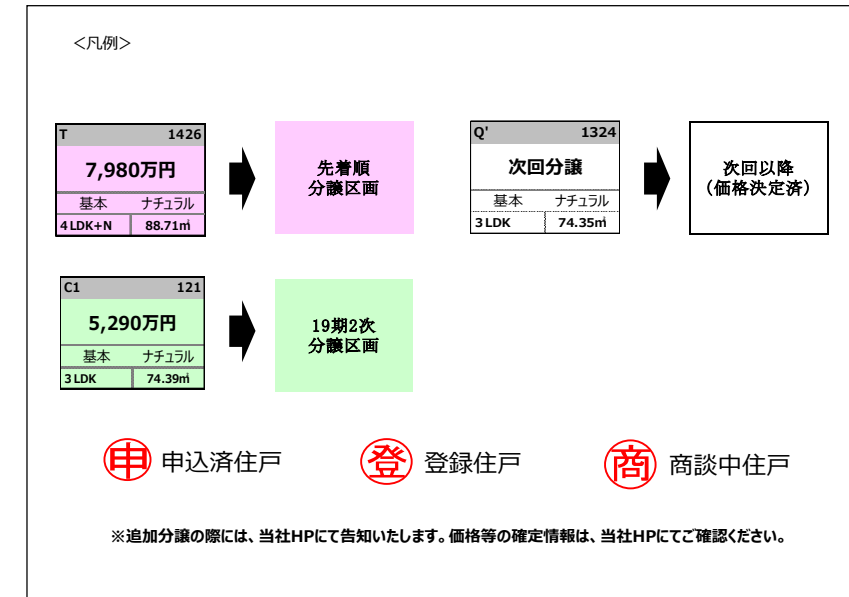 ＜凡例＞
T 1426
7,980万円
基本 ナチュラル
4LDK+N 88.71㎡
先着順
分譲区画
Q' 1324
次回分譲
基本 ナチュラル
3LDK 74.35㎡
次回以降
（価格決定済）
C1 121
5,290万円
基本 ナチュラル
3LDK 74.39㎡
19期2次
分譲区画
申 申込済住戸
登 登録住戸
商 商談中住戸
※追加分譲の際には、当社HPにて告知いたします。価格等の確定情報は、当社HPにてご確認ください。